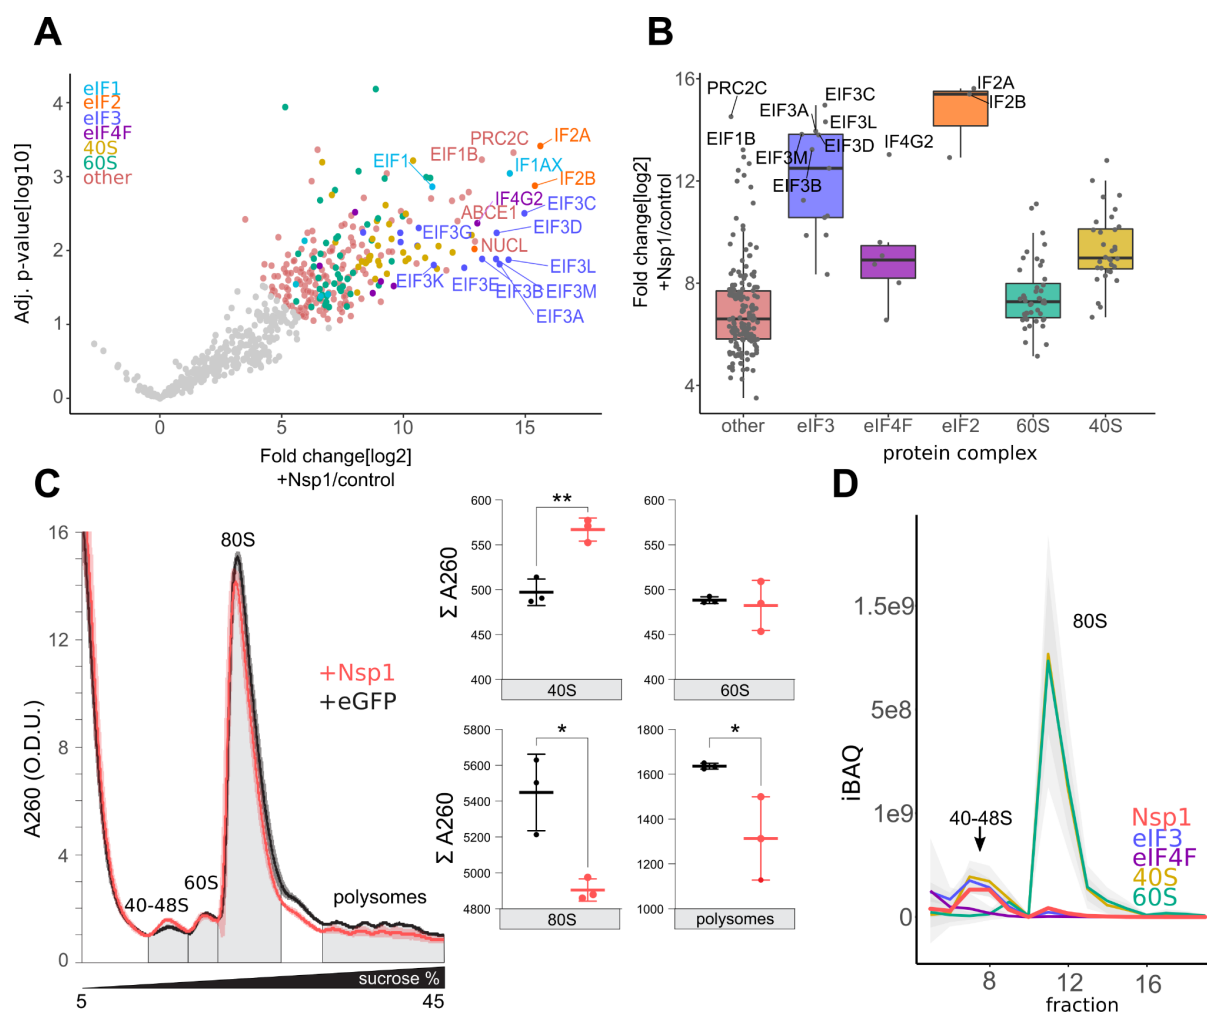 A
eIF1
eIF2
eIF3
eIF4F
40S
60S
other
4
3
2
1
0
Adj. p-value[log10]
0
5
10
15
Fold change[log2]
+Nsp1/control
PRC2C
IF2A
EIF1
EIF1B
IF1AX
IF2B
IF4G2
EIF3C
ABCE1
EIF3G
EIF3D
NUCL
EIF3L
EIF3K
EIF3E
EIF3B
EIF3M
EIF3A
B
16
12
8
4
Fold change[log2]
+Nsp1/control
PRC2C
EIF3C
IF2A
IF2B
EIF3A
EIF3L
EIF1B
EIF3D
IF4G2
EIF3M
EIF3B
other
eIF3
eIF4F
eIF2
60S
40S
protein complex
C
16
12
8
4
0
A260 (O.D.U.)
80S
+Nsp1
+eGFP
60S
40-48S
polysomes
sucrose %
5
45
600
550
500
450
400
Σ A260
**
40S
600
550
500
450
400
60S
5800
5600
5400
5200
5000
4800
Σ A260
*
80S
1800
1600
1400
1200
1000
*
polysomes
D
1.5e9
5e8
1e9
0
iBAQ
80S
40-48S
Nsp1
eIF3
eIF4F
40S
60S
8
12
16
fraction